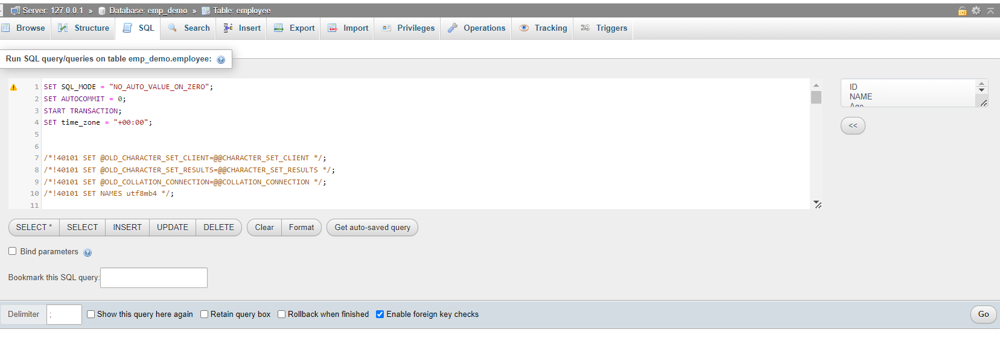 Server: 127.0.0.1 » Database: emp_demo » Table: employee
Browse Structure SQL Search Insert Export Import Privileges Operations Tracking Triggers
Run SQL query/queries on table emp_demo.employee:
1 SET SQL_MODE = "NO_AUTO_VALUE_ON_ZERO";
2 SET AUTOCOMMIT = 0;
3 START TRANSACTION;
4 SET time_zone = "+00:00";
5
6
7 /*!40101 SET @OLD_CHARACTER_SET_CLIENT=@@CHARACTER_SET_CLIENT */;
8 /*!40101 SET @OLD_CHARACTER_SET_RESULTS=@@CHARACTER_SET_RESULTS */;
9 /*!40101 SET @OLD_COLLATION_CONNECTION=@@COLLATION_CONNECTION */;
10 /*!40101 SET NAMES utf8mb4 */;
11
ID
NAME
Age
<<
SELECT * SELECT INSERT UPDATE DELETE Clear Format Get auto-saved query
Bind parameters
Bookmark this SQL query:
Delimiter ; Show this query here again Retain query box Rollback when finished Enable foreign key checks Go